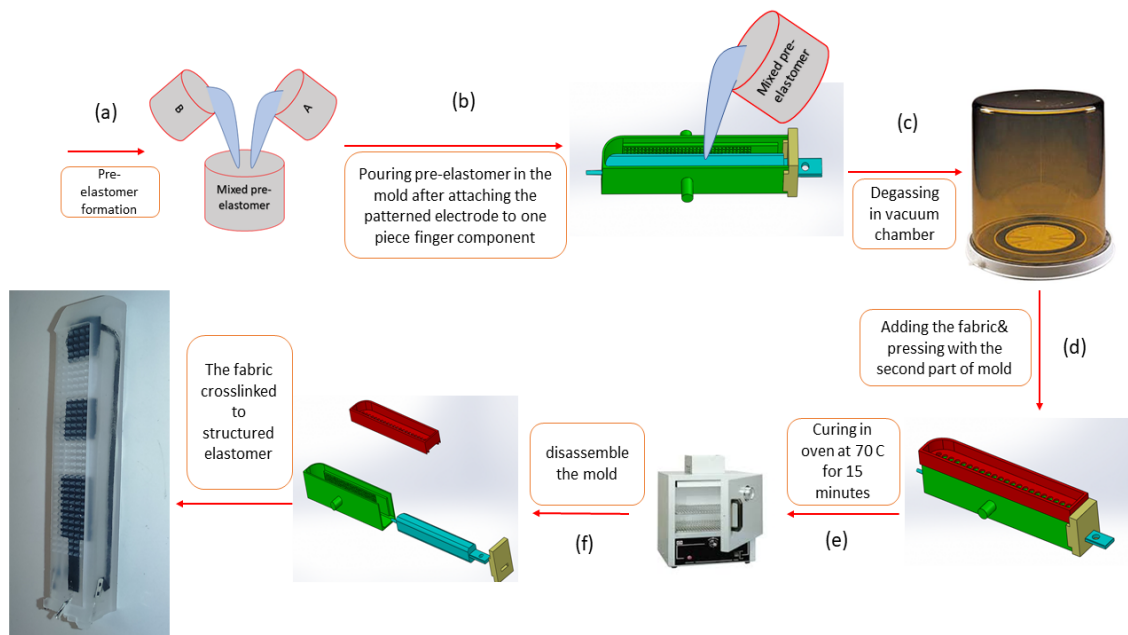 (a)
Pre-
elastomer
formation
B
A
Mixed pre-
elastomer
(b)
Pouring pre-elastomer in the
mold after attaching the
patterned electrode to one
piece finger component
Mixed pre-
elastomer
(c)
Degassing
in vacuum
chamber
Adding the fabric&
pressing with the
second part of mold
(d)
Curing in
oven at 70 C
for 15
minutes
(e)
disassemble
the mold
(f)
The fabric
crosslinked
to
structured
elastomer